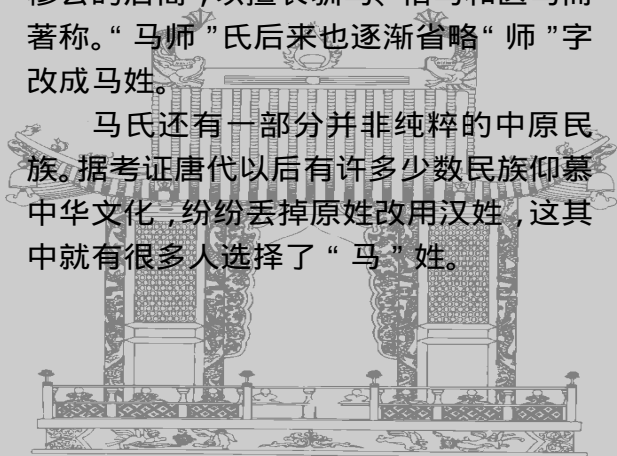 著称。“马师”氏后来也逐渐省略“师”字
改成马姓。
马氏还有一部分并非纯粹的中原民
族。据考证唐代以后有许多少数民族仰慕
中华文化,纷纷丢掉原姓改用汉姓,这其
中就有很多人选择了“马”姓。